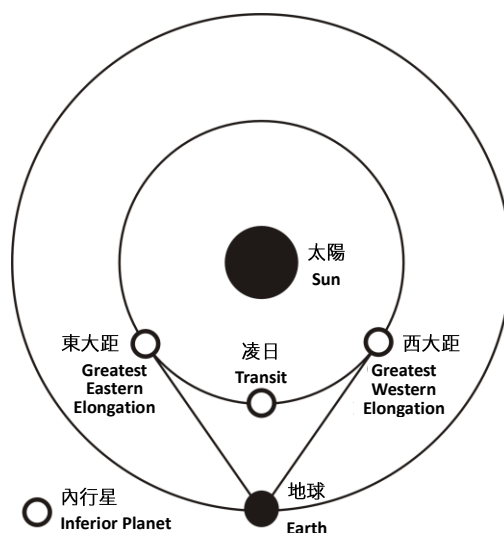 太陽
Sun
東大距
Greatest
Eastern
Elongation
凌日
Transit
西大距
Greatest
Western
Elongation
內行星
Inferior Planet
地球
Earth